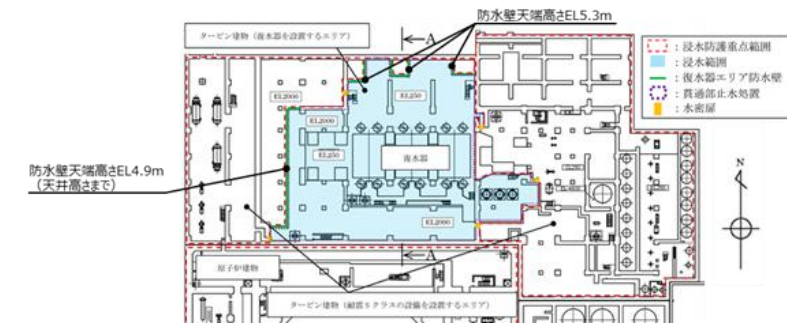 防水壁天端高さEL5.3m
タービン建物（復水器を設置するエリア）
A
：浸水防護重点範囲
：浸水範囲
：復水器エリア防水壁
：貫通部止水処置
：水密扉
EL2000
EL250
EL2000
EL250
復水器
N
防水壁天端高さEL4.9m
（天井高さまで）
EL2000
A
原子炉建物
タービン建物（耐震Sクラスの設備を設置するエリア）